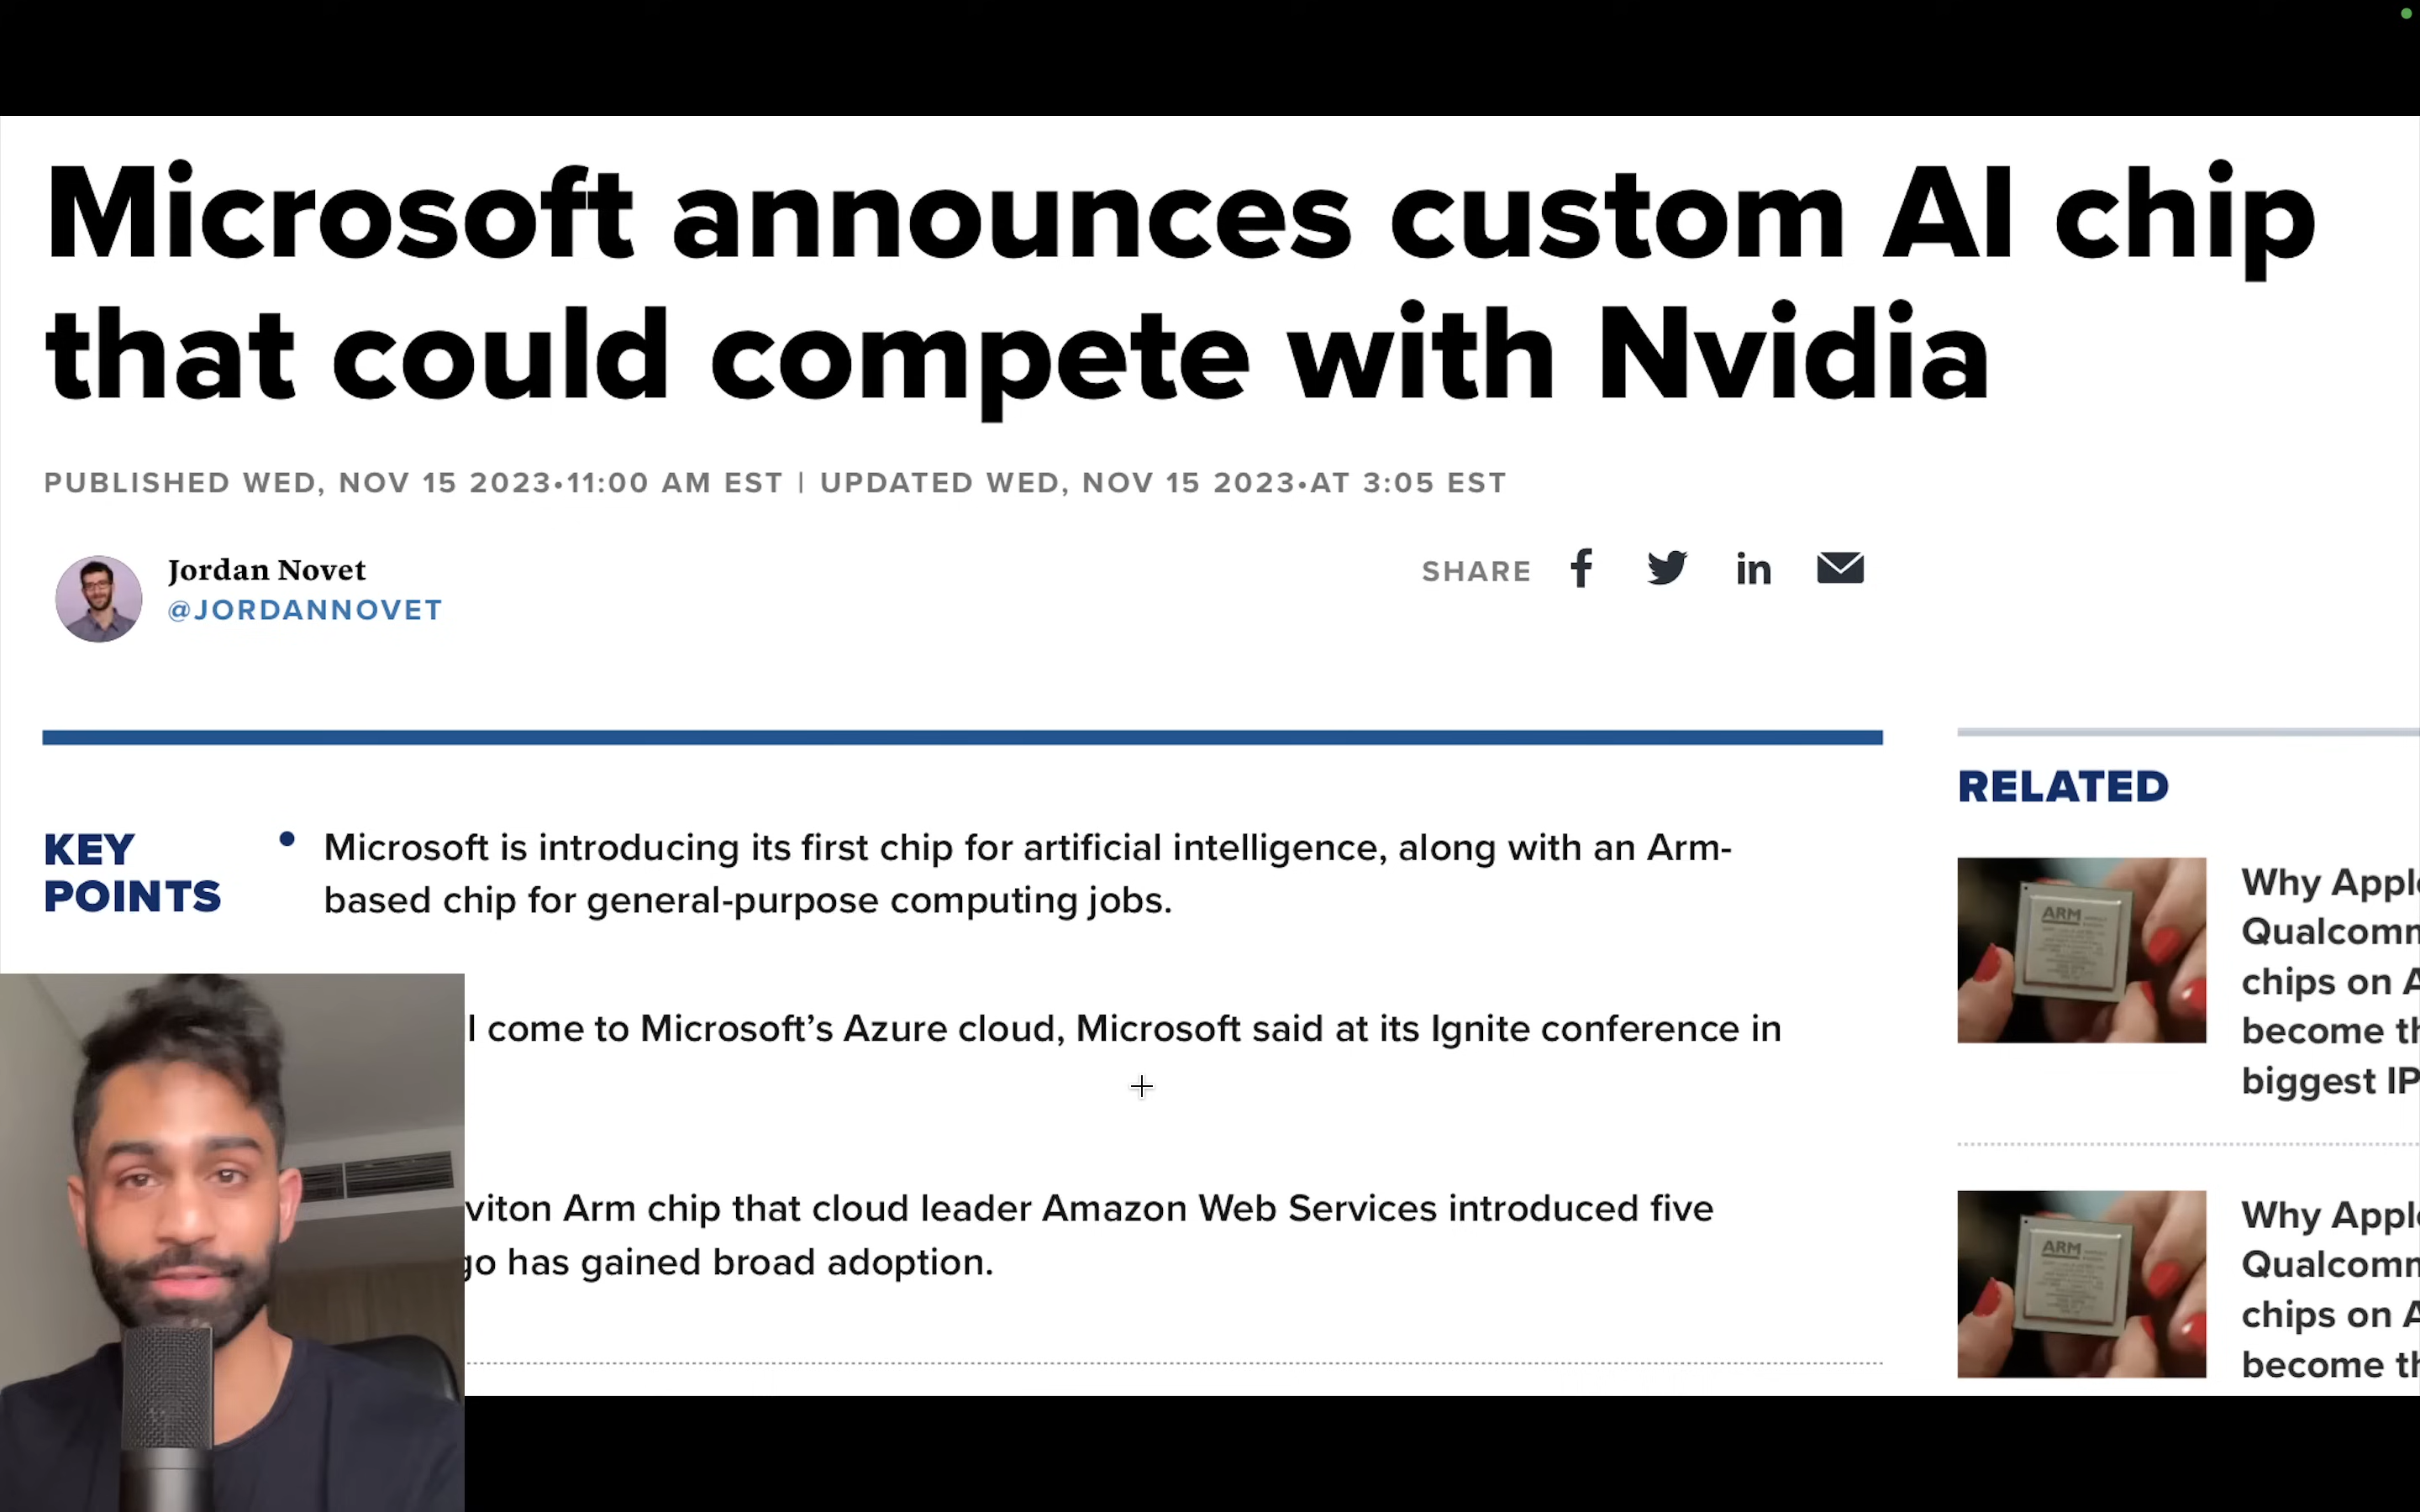 Microsoft announces custom AI chip
that could compete with Nvidia
PUBLISHED WED, NOV 15 2023•11:00 AM EST | UPDATED WED, NOV 15 2023•AT 3:05 EST
Jordan Novet
@JORDANNOVET
SHARE
KEY
POINTS
• Microsoft is introducing its first chip for artificial intelligence, along with an Arm-
based chip for general-purpose computing jobs.
l come to Microsoft’s Azure cloud, Microsoft said at its Ignite conference in
viton Arm chip that cloud leader Amazon Web Services introduced five
go has gained broad adoption.
RELATED
ARM
Why Appl
Qualcom
chips on A
become th
biggest IP
ARM
Why Appl
Qualcom
chips on A
become th